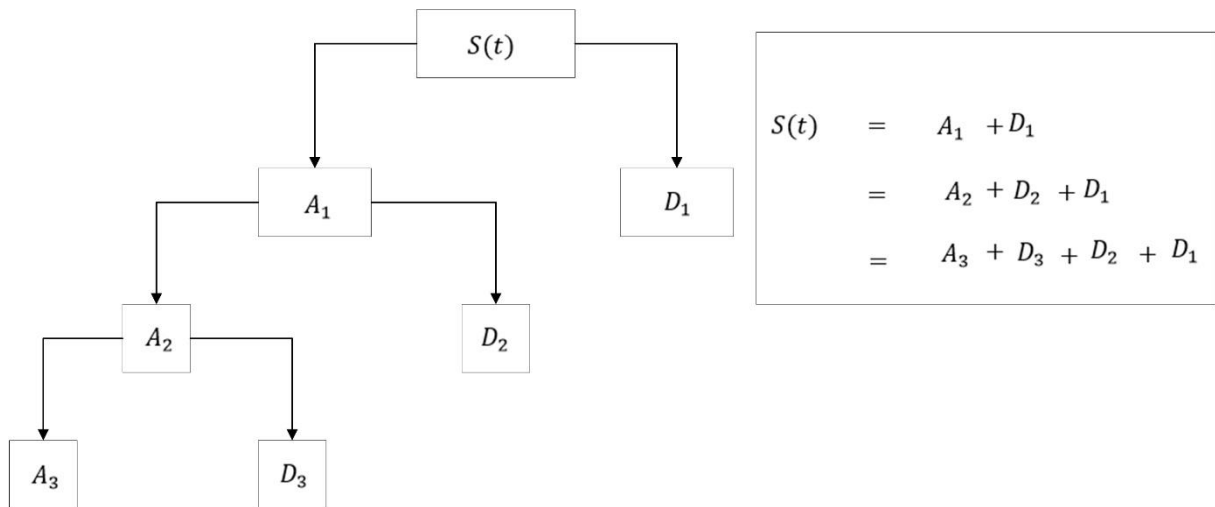 S(t)
A₁
D₁
A₂
D₂
A₃
D₃
S(t) = A₁ + D₁
= A₂ + D₂ + D₁
= A₃ + D₃ + D₂ + D₁